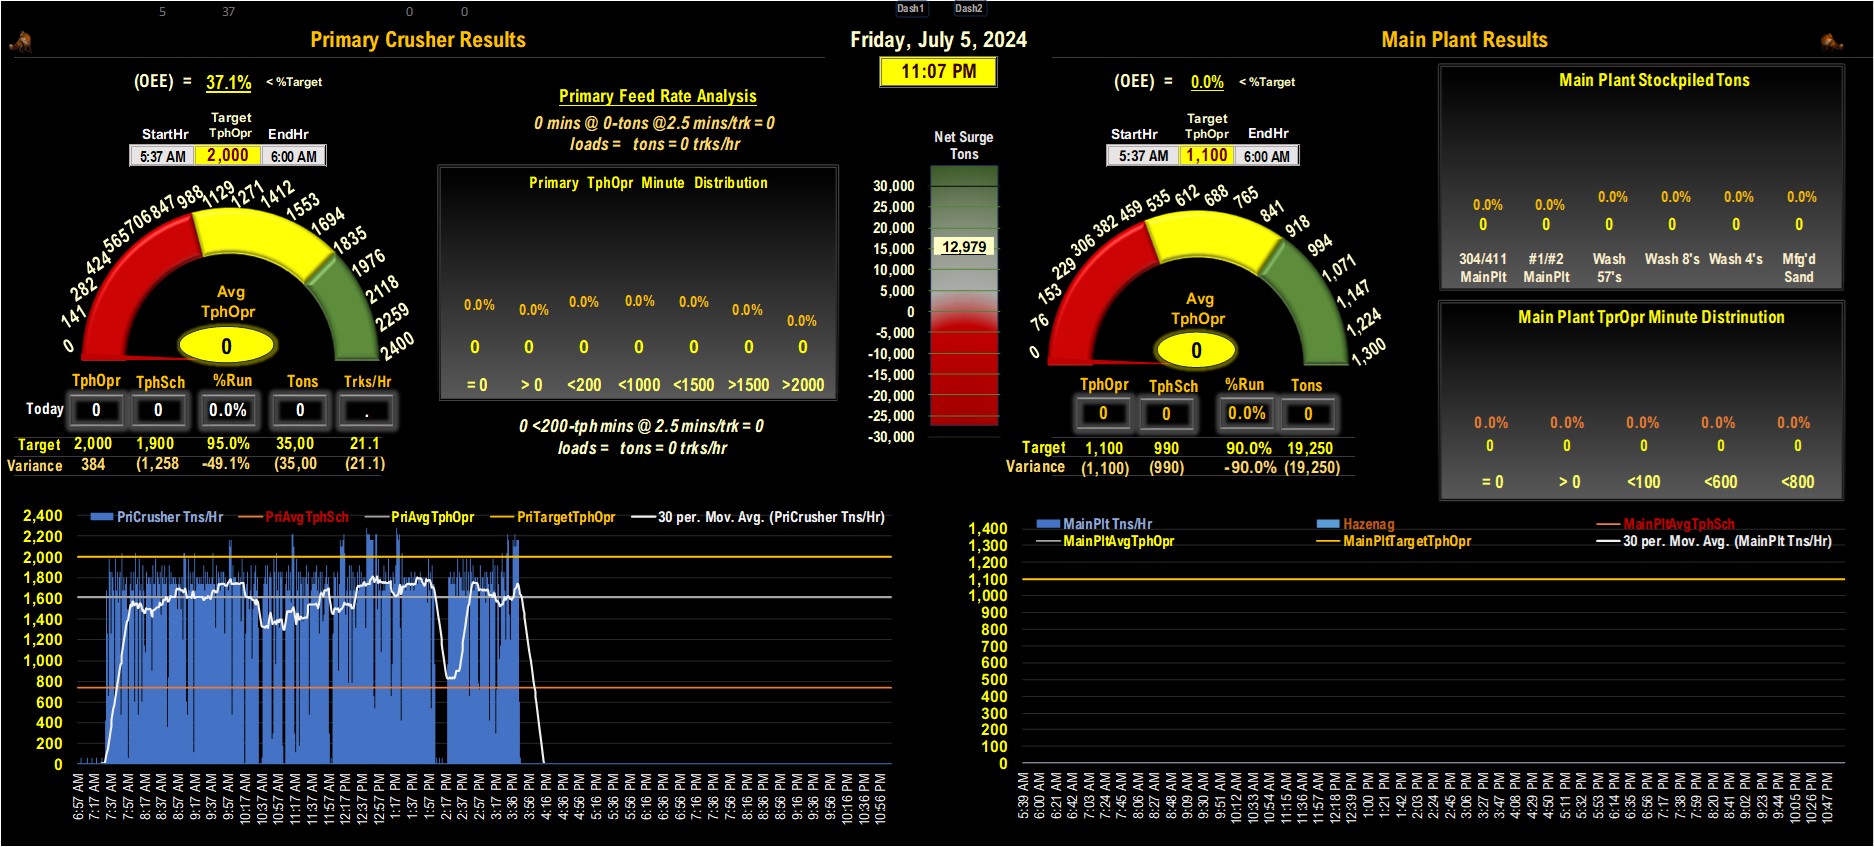 5 37 0 0 Dash1 Dash2
Primary Crusher Results
Friday, July 5, 2024
Main Plant Results
11:07 PM
(OEE) = 37.1% < %Target
StartHr Target TphOpr EndHr
5:37 AM 2,000 6:00 AM
0 141 282 424 565 706 847 988 1129 1271 1412 1553 1694 1835 1976 2118 2259 2400
Avg
TphOpr
0
TphOpr TphSch %Run Tons Trks/Hr
Today 0 0 0.0% 0 .
Target 2,000 1,900 95.0% 35,00 21.1
Variance 384 (1,258 -49.1% (35,00 (21.1)
Primary Feed Rate Analysis
0 mins @ 0-tons @2.5 mins/trk = 0
loads = tons = 0 trks/hr
Primary TphOpr Minute Distribution
0.0% 0.0% 0.0% 0.0% 0.0% 0.0% 0.0%
0 0 0 0 0 0 0
= 0 > 0 <200 <1000 <1500 >1500 >2000
0 <200-tph mins @ 2.5 mins/trk = 0
loads = tons = 0 trks/hr
Net Surge
Tons
30,000
25,000
20,000
15,000
12,979
10,000
5,000
0
-5,000
-10,000
-15,000
-20,000
-25,000
-30,000
(OEE) = 0.0% < %Target
StartHr Target TphOpr EndHr
5:37 AM 1,100 6:00 AM
0 76 153 229 306 382 459 535 612 688 765 841 918 994 1,071 1,147 1,224 1,300
Avg
TphOpr
0
TphOpr TphSch %Run Tons
0 0 0.0% 0
Target 1,100 990 90.0% 19,250
Variance (1,100) (990) -90.0% (19,250)
Main Plant Stockpiled Tons
0.0% 0.0% 0.0% 0.0% 0.0% 0.0%
0 0 0 0 0 0
304/411 #1/#2 Wash Wash 8's Wash 4's Mfg'd
MainPlt MainPlt 57's Sand
Main Plant TprOpr Minute Distrinution
0.0% 0.0% 0.0% 0.0% 0.0%
0 0 0 0 0
= 0 > 0 <100 <600 <800
PriCrusher Tns/Hr PriAvgTphSch PriAvgTphOpr PriTargetTphOpr 30 per. Mov. Avg. (PriCrusher Tns/Hr)
2,400
2,200
2,000
1,800
1,600
1,400
1,200
1,000
800
600
400
200
0
6:57 AM 7:17 AM 7:37 AM 7:57 AM 8:17 AM 8:37 AM 8:57 AM 9:17 AM 9:37 AM 9:57 AM 10:17 AM 10:37 AM 10:57 AM 11:17 AM 11:37 AM 11:57 AM 12:17 PM 12:37 PM 12:57 PM 1:17 PM 1:37 PM 1:57 PM 2:17 PM 2:37 PM 2:57 PM 3:17 PM 3:36 PM 3:56 PM 4:16 PM 4:36 PM 4:56 PM 5:16 PM 5:36 PM 5:56 PM 6:16 PM 6:36 PM 6:56 PM 7:16 PM 7:36 PM 7:56 PM 8:16 PM 8:36 PM 8:56 PM 9:16 PM 9:36 PM 9:56 PM 10:16 PM 10:36 PM 10:56 PM
MainPlt Tns/Hr Hazenag MainPltAvgTphSch
MainPltAvgTphOpr MainPltTargetTphOpr 30 per. Mov. Avg. (MainPlt Tns/Hr)
1,400
1,300
1,200
1,100
1,000
900
800
700
600
500
400
300
200
100
0
5:39 AM 6:00 AM 6:21 AM 6:42 AM 7:03 AM 7:24 AM 7:45 AM 8:06 AM 8:27 AM 8:48 AM 9:09 AM 9:30 AM 9:51 AM 10:12 AM 10:33 AM 10:54 AM 11:15 AM 11:36 AM 11:57 AM 12:18 PM 12:39 PM 1:00 PM 1:21 PM 1:42 PM 2:03 PM 2:24 PM 2:45 PM 3:06 PM 3:27 PM 3:47 PM 4:08 PM 4:29 PM 4:50 PM 5:11 PM 5:32 PM 5:53 PM 6:14 PM 6:35 PM 6:56 PM 7:17 PM 7:38 PM 7:59 PM 8:20 PM 8:41 PM 9:02 PM 9:23 PM 9:44 PM 10:05 PM 10:26 PM 10:47 PM